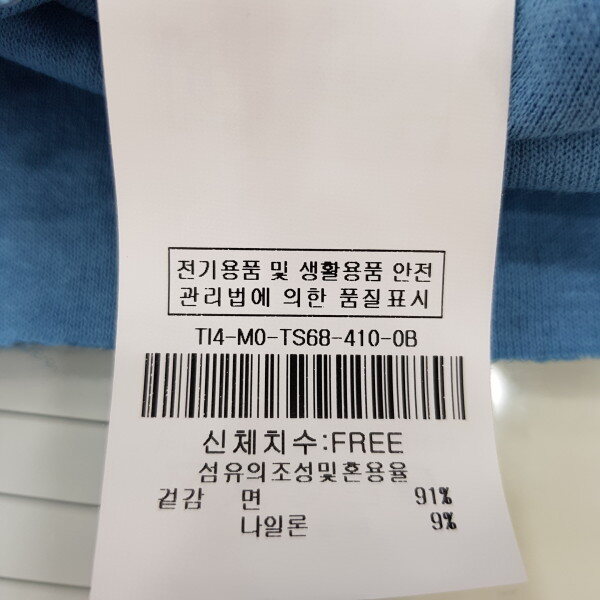 전기용품 및 생활용품 안전
관리법에 의한 품질표시
TI4-M0-TS68-410-0B
신체치수:FREE
섬유의조성및혼용율
겉감 면 91%
나일론 9%